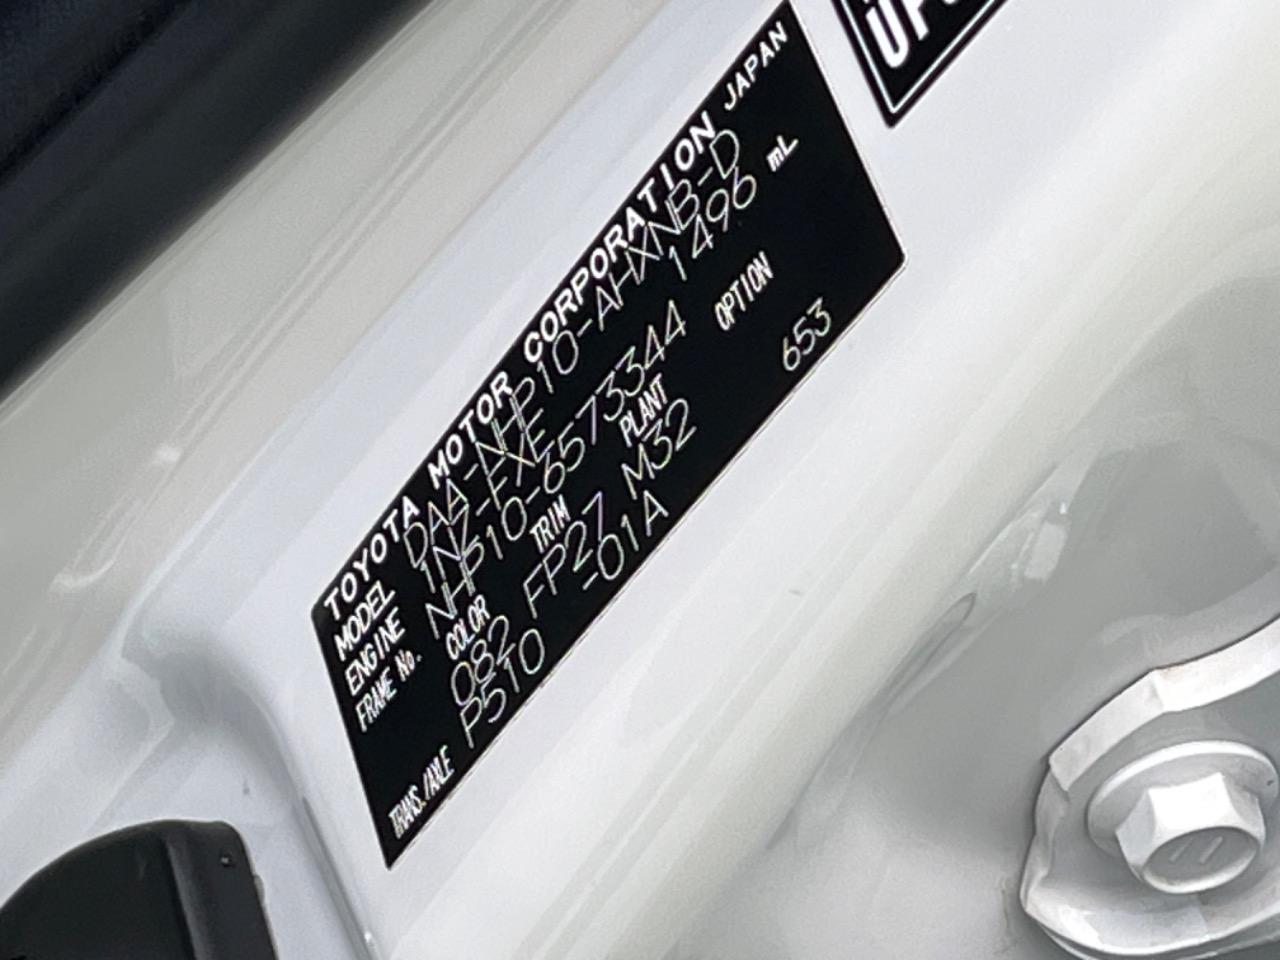 TOYOTA MOTOR CORPORATION JAPAN
MODEL DAA-NHP10-AHXNB-D
ENGINE 1NZ-FXE 1496 mL
FRAME No. NHP10-6573344
COLOR TRIM PLANT OPTION
082 FP27 M32 653
TRANS./AXLE P510 -01A